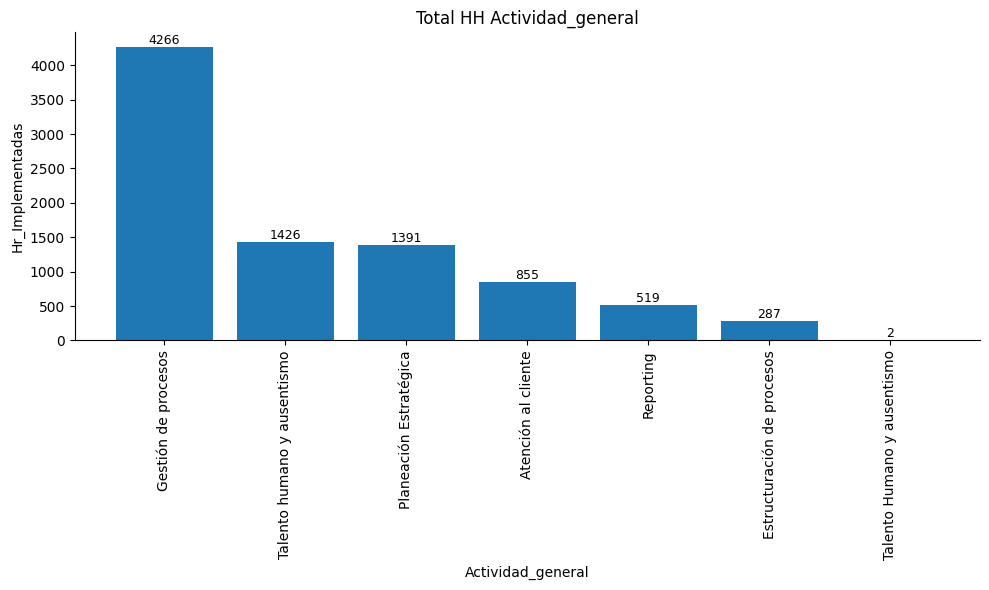 Total HH Actividad_general
Hr_Implementadas
4000
3500
3000
2500
2000
1500
1000
500
0
4266
1426
1391
855
519
287
2
Gestión de procesos
Talento humano y ausentismo
Planeación Estratégica
Atención al cliente
Reporting
Estructuración de procesos
Talento Humano y ausentismo
Actividad_general